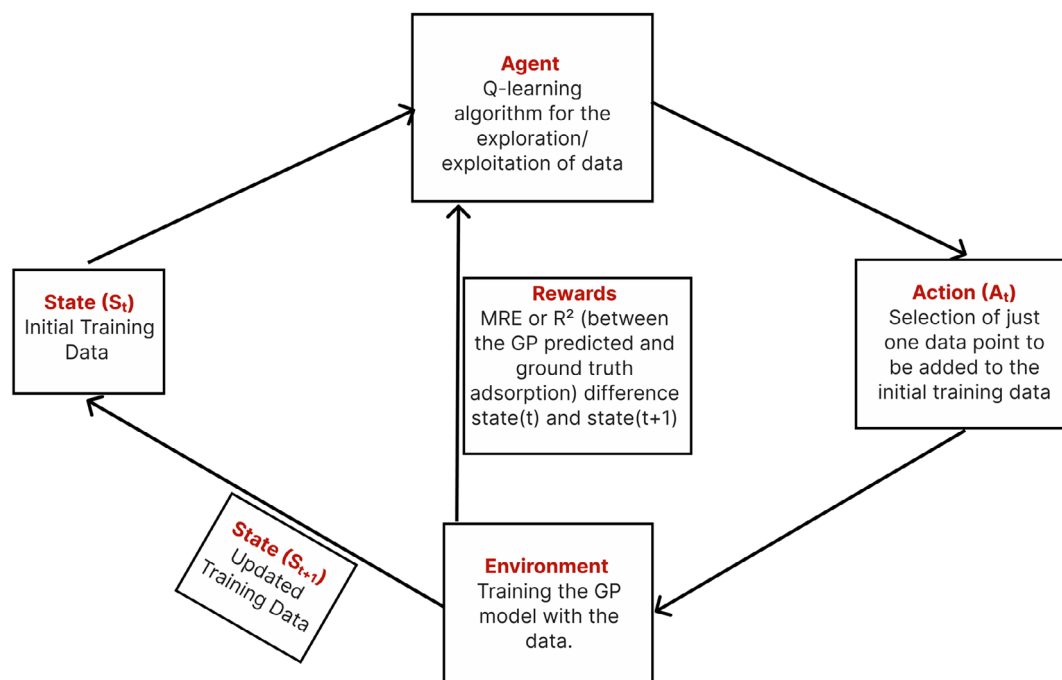 Agent
Q-learning
algorithm for the
exploration/
exploitation of data
State (Sₜ)
Initial Training
Data
Rewards
MRE or R² (between
the GP predicted and
ground truth
adsorption) difference
state(t) and state(t+1)
Action (Aₜ)
Selection of just
one data point to
be added to the
initial training data
State (Sₜ₊₁)
Updated
Training Data
Environment
Training the GP
model with the
data.